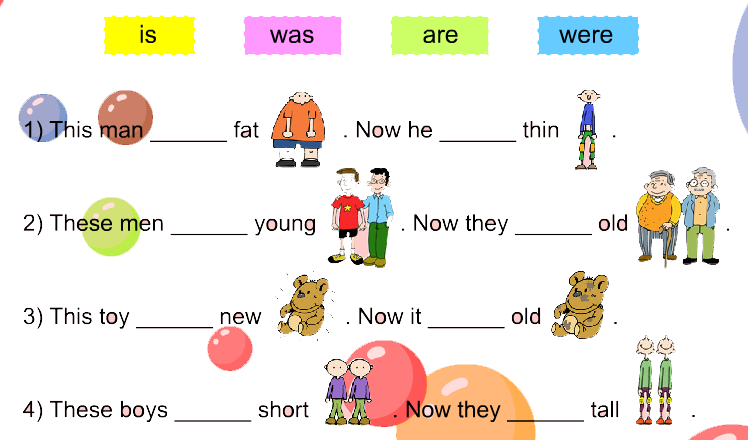 is was are were
1) This man ______ fat . Now he ______ thin .
2) These men ______ young . Now they ______ old .
3) This toy ______ new . Now it ______ old .
4) These boys ______ short . Now they ______ tall .